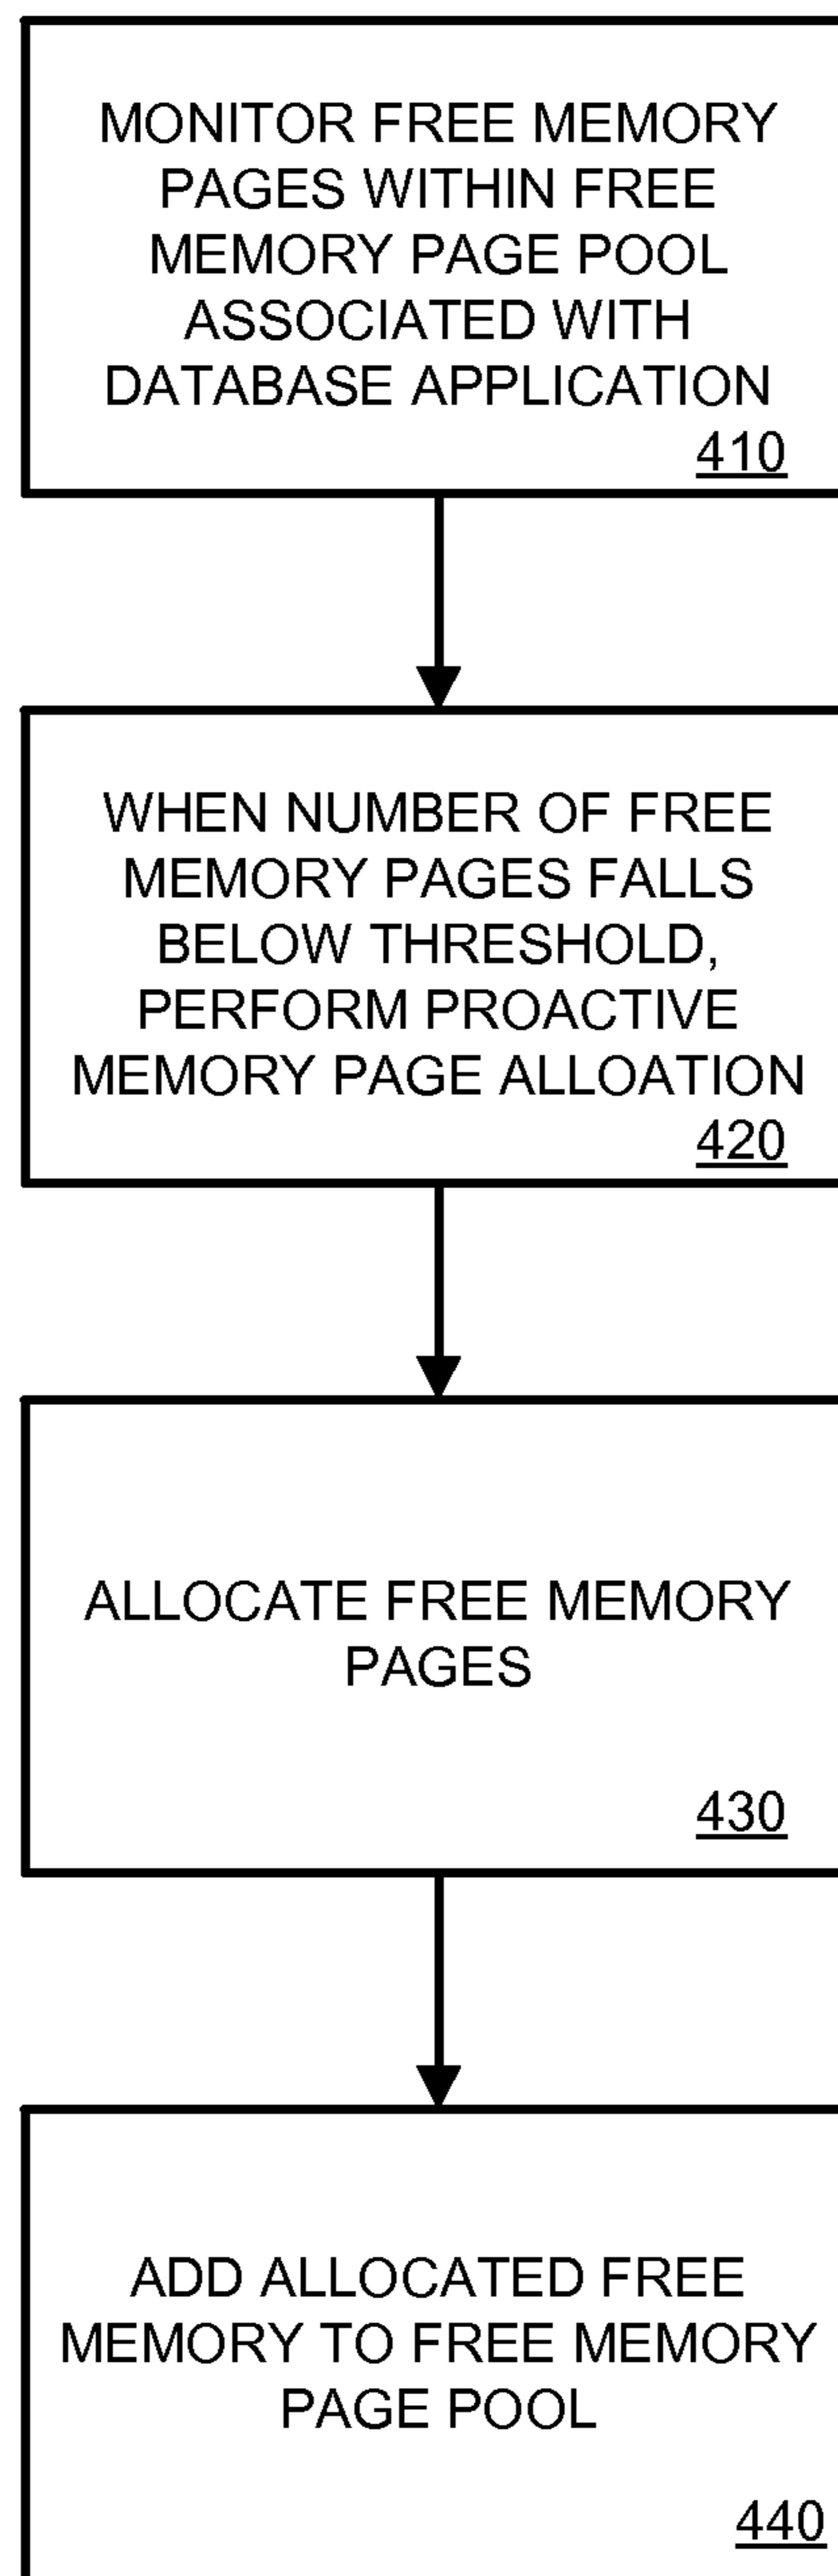 MONITOR FREE MEMORY
PAGES WITHIN FREE
MEMORY PAGE POOL
ASSOCIATED WITH
DATABASE APPLICATION
410
WHEN NUMBER OF FREE
MEMORY PAGES FALLS
BELOW THRESHOLD,
PERFORM PROACTIVE
MEMORY PAGE ALLOATION
420
ALLOCATE FREE MEMORY
PAGES
430
ADD ALLOCATED FREE
MEMORY TO FREE MEMORY
PAGE POOL
440